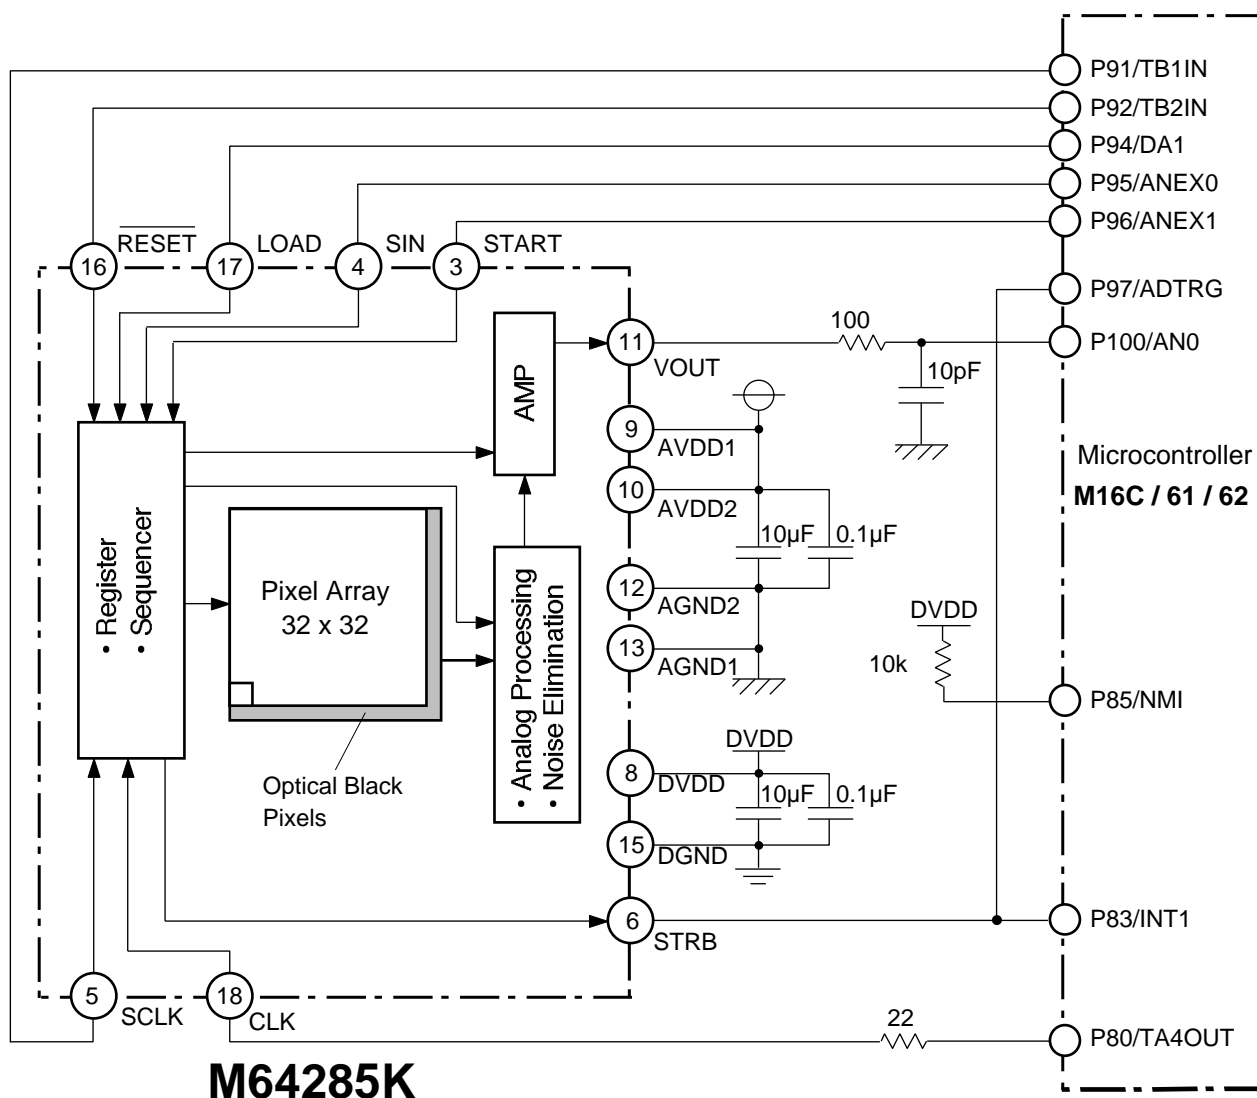 P91/TB1IN
P92/TB2IN
P94/DA1
P95/ANEX0
P96/ANEX1
RESET
LOAD
SIN
START
16
17
4
3
P97/ADTRG
100
11
VOUT
P100/AN0
10pF
AMP
9
AVDD1
Microcontroller
M16C / 61 / 62
10
AVDD2
10µF
0.1µF
• Register
• Sequencer
Pixel Array
32 x 32
• Analog Processing
• Noise Elimination
12
AGND2
DVDD
13
AGND1
10k
P85/NMI
DVDD
Optical Black
Pixels
8
DVDD
10µF
0.1µF
15
DGND
6
STRB
P83/INT1
5
SCLK
18
CLK
22
P80/TA4OUT
M64285K